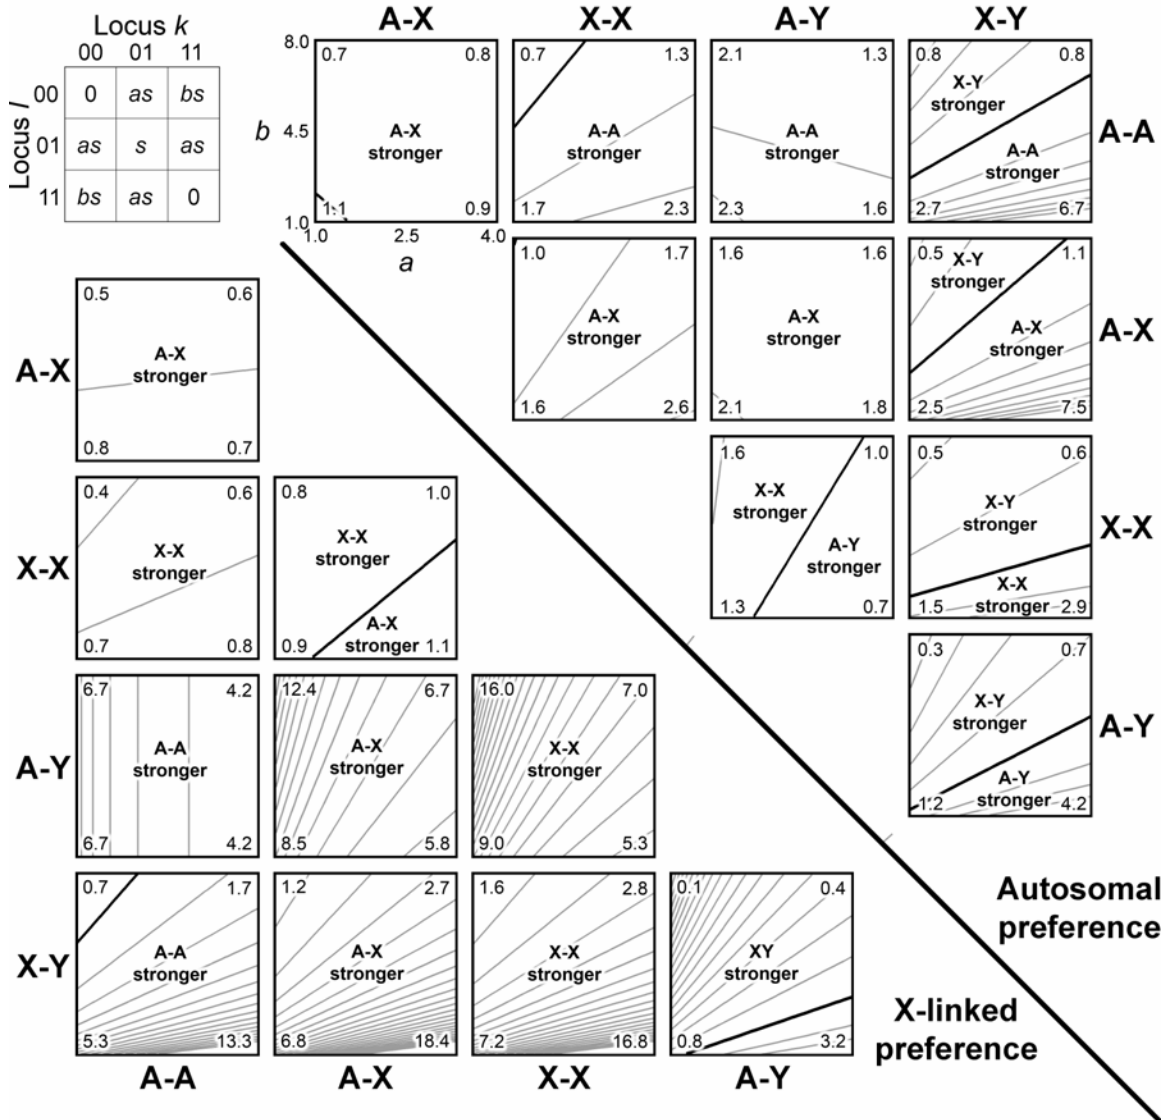 Locus k
00 01 11
Locus l
00 0 as bs
01 as s as
11 bs as 0
A-X X-X A-Y X-Y
b
8.0
4.5
1.0
0.7 0.8
A-X
stronger
1.1 0.9
1.0 2.5 4.0
a
0.7 1.3
A-A
stronger
1.7 2.3
2.1 1.3
A-A
stronger
2.3 1.6
0.8 0.8
X-Y
stronger
A-A
stronger
2.7 6.7
A-A
1.0 1.7
A-X
stronger
1.6 2.6
1.6 1.6
A-X
stronger
2.1 1.8
0.5 1.1
X-Y
stronger
A-X
stronger
2.5 7.5
A-X
1.6 1.0
X-X
stronger
A-Y
stronger
1.3 0.7
0.5 0.6
X-Y
stronger
X-X
stronger
1.5 2.9
X-X
0.3 0.7
X-Y
stronger
A-Y
stronger
1.2 4.2
A-Y
Autosomal
preference
A-X
0.5 0.6
A-X
stronger
0.8 0.7
X-X
0.4 0.6
X-X
stronger
0.7 0.8
0.8 1.0
X-X
stronger
A-X
stronger
0.9 1.1
A-Y
6.7 4.2
A-A
stronger
6.7 4.2
12.4 6.7
A-X
stronger
8.5 5.8
16.0 7.0
X-X
stronger
9.0 5.3
X-Y
0.7 1.7
A-A
stronger
5.3 13.3
1.2 2.7
A-X
stronger
6.8 18.4
1.6 2.8
X-X
stronger
7.2 16.8
0.1 0.4
XY
stronger
0.8 3.2
X-linked
preference
A-A A-X X-X A-Y